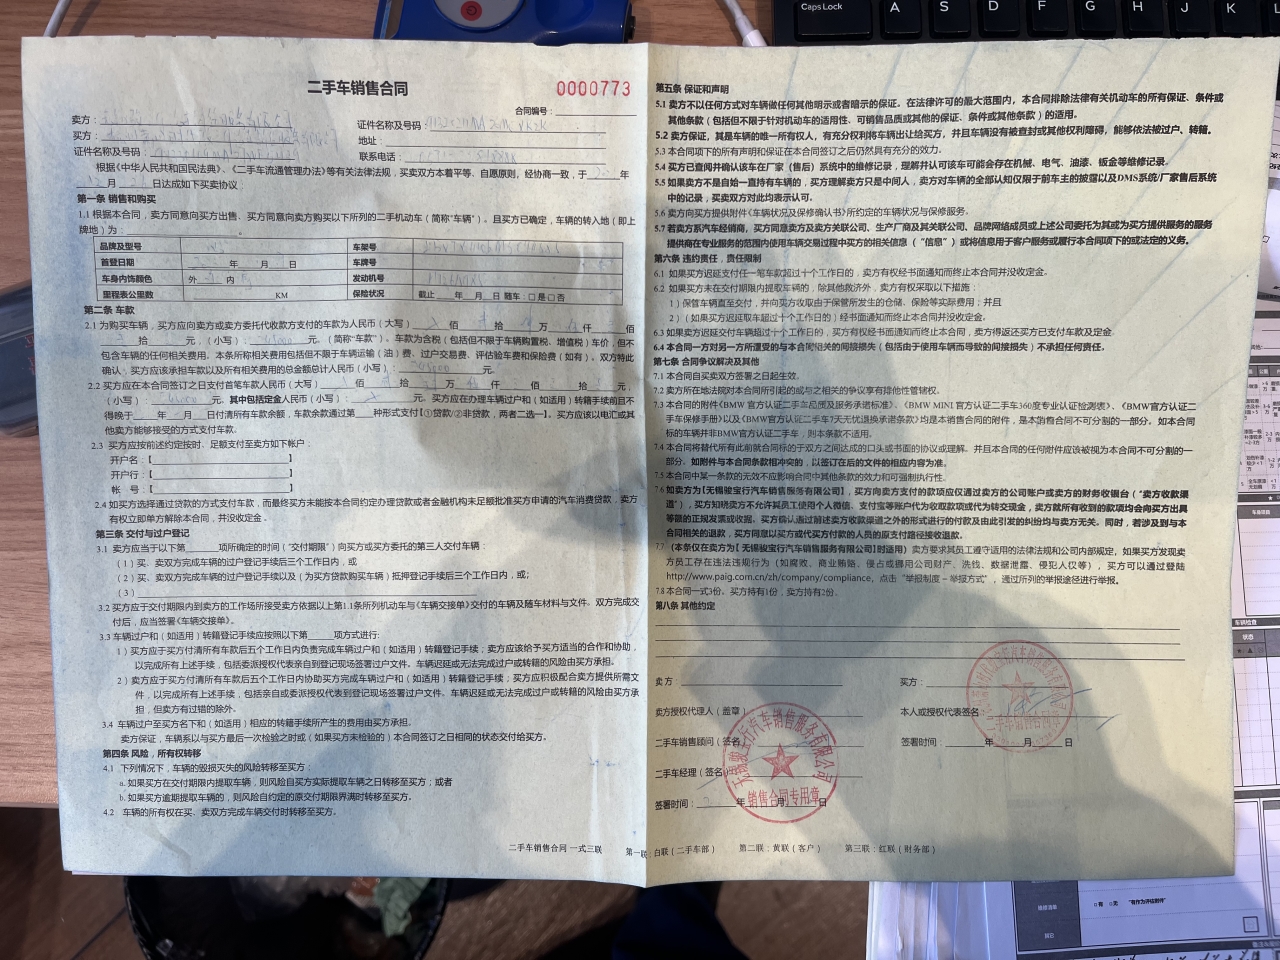 二手车销售合同
0000773
合同编号：
卖方：
证件名称及号码：
买方：
地址：
证件名称及号码：
联系电话：
根据《中华人民共和国民法典》、《二手车流通管理办法》等有关法律法规，买卖双方本着平等、自愿原则，经协商一致，于 年
月 日达成如下买卖协议：
第一条 销售和购买
1.1 根据本合同，卖方同意向买方出售、买方同意向卖方购买以下所列的二手机动车（简称“车辆”）。且买方已确定，车辆的转入地（即上
牌地）为：
品牌及型号 车架号
首登日期 年 月 日 车牌号
车身内饰颜色 外 内 发动机号
里程表公里数 KM 保险状况 截止 年 月 日 随车：□是□否
第二条 车款
2.1 为购买车辆，买方应向卖方或卖方委托代收款方支付的车款为人民币（大写） 佰 拾 万 仟 佰
拾 元，（小写： 元，（简称“车款”）。车款为含税（包括但不限于车辆购置税、增值税）车价，但不
包含车辆的任何相关费用。本条所称相关费用包括但不限于车辆运输（油）费、过户交易费、评估验车费和保险费（如有）。双方特此
确认，买方应该承担车款以及所有相关费用的总金额总计人民币（小写）： 元。
2.2 买方应在本合同签订之日支付首笔车款人民币（大写） 佰 拾 万 仟 佰 拾 元，
（小写： 元，其中包括定金人民币（小写： 元。买方应在办理车辆过户和（如适用）转籍手续前且不
得晚于 年 月 日付清所有车款余额，车款余款通过第 种形式支付【①贷款/②非贷款，两者二选一】。买方应该以电汇或其
他卖方能够接受的方式支付车款。
2.3 买方应按前述约定按时、足额支付至卖方如下帐户：
开户名：【 】
开户行：【 】
帐 号：【 】
2.4 如买方选择通过贷款的方式支付车款，而最终买方未能按本合同约定办理贷款或者金融机构未足额批准买方申请的汽车消费贷款，卖方
有权立即单方解除本合同，并没收定金。
第三条 交付与过户登记
3.1 卖方应当于以下第 项所确定的时间（“交付期限”）向买方或买方委托的第三人交付车辆：
（1）买、卖双方完成车辆的过户登记手续后三个工作日内，或
（2）买、卖双方完成车辆的过户登记手续以及（为买方贷款购买车辆）抵押登记手续后三个工作日内，或；
（3）
3.2 买方应于交付期限内到卖方的工作场所接受卖方依据以上第1.1条所列机动车与《车辆交接单》交付的车辆及随车材料与文件。双方完成交
付后，应当签署《车辆交接单》。
3.3 车辆过户和（如适用）转籍登记手续应按照以下第 项方式进行：
1）买方应于买方付清所有车款后五个工作日内负责完成车辆过户和（如适用）转籍登记手续；卖方应该给予买方适当的合作和协助，
以完成所有上述手续，包括委派授权代表亲自到登记现场签署过户文件。车辆迟延或无法完成过户或转籍的风险由买方承担。
2）卖方应于买方付清所有车款后五个工作日内协助买方完成车辆过户和（如适用）转籍登记手续；买方应积极配合卖方提供所需文
件，以完成所有上述手续，包括亲自或委派授权代表到登记现场签署过户文件。车辆迟延或无法完成过户或转籍的风险由买方承
担，但卖方有过错的除外。
3.4 车辆过户至买方名下和（如适用）相应的转籍手续所产生的费用由买方承担。
卖方保证，车辆系以与买方最后一次检验之时或（如果买方未检验的）本合同签订之日相同的状态交付给买方。
第四条 风险，所有权转移
4.1 下列情况下，车辆的毁损灭失的风险转移至买方：
a. 如果买方在交付期限内提取车辆，则风险自买方实际提取车辆之日转移至买方；或者
b. 如果买方逾期提取车辆的，则风险自约定的原交付期限界满时转移至买方。
4.2 车辆的所有权在买、卖双方完成车辆交付时转移至买方。
第五条 保证和声明
5.1 卖方不以任何方式对车辆做任何其他明示或者暗示的保证。在法律许可的最大范围内，本合同排除法律有关机动车的所有保证、条件或
其他条款（包括但不限于针对机动车的适用性、可销售品质或其他的保证、条件或其他条款）的适用。
5.2 卖方保证，其是车辆的唯一所有权人，有充分权利将车辆出让给买方，并且车辆没有被查封或其他权利障碍，能够依法被过户、转籍。
5.3 本合同项下的所有声明和保证在本合同签订之后仍然具有充分的效力。
5.4 买方已查阅并确认该车在厂家（售后）系统中的维修记录，理解并认可该车可能会存在机械、电气、油漆、钣金等维修记录。
5.5 如果卖方不是自始一直持有车辆的，买方理解卖方只是中间人，卖方对车辆的全部认知仅限于前车主的披露以及DMS系统/厂家售后系统
中的记录，买卖双方对此均表示认可。
5.6 卖方向买方提供附件《车辆状况及保修确认书》所约定的车辆状况与保修服务。
5.7 若卖方系汽车经销商，买方同意卖方及卖方关联公司、生产厂商及其关联公司、品牌网络成员或上述公司委托为其或为买方提供服务的服务
提供商在专业服务的范围内使用车辆交易过程中买方的相关信息（“信息”）或将信息用于客户服务或履行本合同项下的或法定的义务。
第六条 违约责任，责任限制
6.1 如果买方迟延支付任一笔车款超过十个工作日的，卖方有权经书面通知而终止本合同并没收定金。
6.2 如果买方未在交付期限内提取车辆的，除其他救济外，卖方有权采取以下措施：
1）保管车辆直至交付，并向买方收取由于保管所发生的仓储、保险等实际费用；并且
2）（如果买方迟延取车超过十个工作日的）经书面通知而终止本合同并没收定金。
6.3 如果卖方迟延交付车辆超过十个工作日的，买方有权经书面通知而终止本合同，卖方得返还买方已支付车款及定金。
6.4 本合同一方对另一方所遭受的与本合同相关的间接损失（包括由于使用车辆而导致的间接损失）不承担任何责任。
第七条 合同争议解决及其他
7.1 本合同自买卖双方签署之日起生效。
7.2 卖方所在地法院对本合同所引起的或与之相关的争议享有排他性管辖权。
7.3 本合同的附件《BMW 官方认证二手车品质及服务承诺标准》、《BMW MINI 官方认证二手车360度专业认证检测表》、《BMW官方认证二
手车保修手册》以及《BMW官方认证二手车7天无忧退换承诺条款》均是本销售合同的附件，是本销售合同不可分割的一部分。如本合同
标的车辆并非BMW官方认证二手车，则本条款不适用。
7.4 本合同将替代所有此前就合同标的于双方之间达成的口头或书面的协议或理解，并且本合同的任何附件应该被视为本合同不可分割的一
部分。如附件与本合同条款相冲突的，以签订在后的文件的相应内容为准。
7.5 本合同中某一条款的无效不应影响合同中其他条款的效力和可强制执行性。
7.6 如卖方为【无锡骏宝行汽车销售服务有限公司】，买方向卖方支付的款项应仅通过卖方的公司账户或卖方的财务收银台（“卖方收款渠
道”），买方知晓卖方不允许其员工使用个人微信、支付宝等账户代为收取款项或代为转交现金，卖方就所收到的款项均会向买方出具
等额的正规发票或收据。买方确认通过前述卖方收款渠道之外的形式进行的付款及由此引发的纠纷均与卖方无关。同时，若涉及到与本
合同相关的退款，买方同意以买方或代买方付款的人员的原支付路径接收退款。
7.7 （本条仅在卖方为【无锡骏宝行汽车销售服务有限公司】时适用）卖方要求其员工遵守适用的法律法规和公司内部规定，如果买方发现卖
方员工存在违法违规行为（如腐败、商业贿赂、侵占或挪用公司财产、洗钱、数据泄露、侵犯人仅等），买方可以通过登陆
http://www.paig.com.cn/zh/company/compliance，点击“举报制度－举报方式”，通过所列的举报途径进行举报。
7.8 本合同一式3份，买方持有1份，卖方持有2份。
第八条 其他约定
卖方：
买方：
卖方授权代理人（盖章）：
本人或授权代表签名：
二手车销售顾问（签名）：
签署时间： 年 月 日
二手车经理（签名）：
签署时间： 年 月 日
销售合同专用章
二手车销售合同 一式三联 第一联：白联（二手车部） 第二联：黄联（客户） 第三联：红联（财务部）
Caps Lock
A S D F G H J K
车辆检查
状态
其它